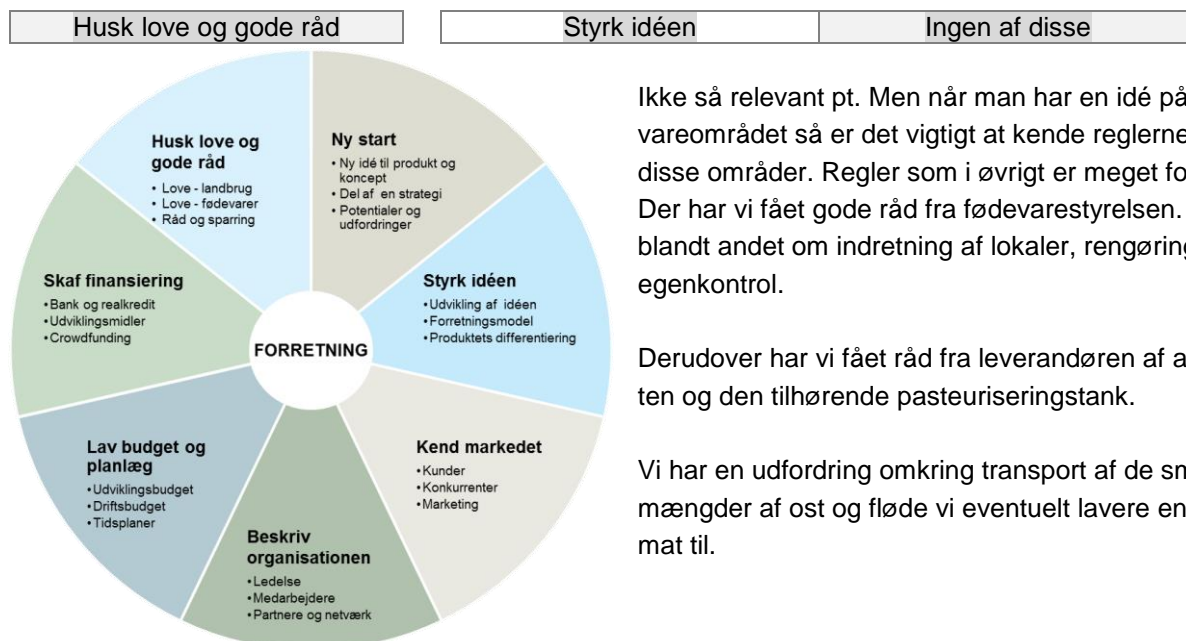 Husk love og gode råd
Styrk idéen
Ingen af disse
Husk love og
gode råd
• Love - landbrug
• Love - fødevarer
• Råd og sparring
Ny start
• Ny idé til produkt og
koncept
• Del af en strategi
• Potentialer og
udfordringer
Styrk idéen
• Udvikling af idéen
• Forretningsmodel
• Produktets differentiering
Kend markedet
• Kunder
• Konkurrenter
• Marketing
Beskriv
organisationen
• Ledelse
• Medarbejdere
• Partnere og netværk
Lav budget og
planlæg
• Udviklingsbudget
• Driftsbudget
• Tidsplaner
Skaf finansiering
• Bank og realkredit
• Udviklingsmidler
• Crowdfunding
FORRETNING
Ikke så relevant pt. Men når man har en idé på
vareområdet så er det vigtigt at kende reglerne
disse områder. Regler som i øvrigt er meget fo
Der har vi fået gode råd fra fødevarestyrelsen.
blandt andet om indretning af lokaler, rengøring
egenkontrol.
Derudover har vi fået råd fra leverandøren af a
ten og den tilhørende pasteuriseringstank.
Vi har en udfordring omkring transport af de sm
mængder af ost og fløde vi eventuelt lavere en
mat til.